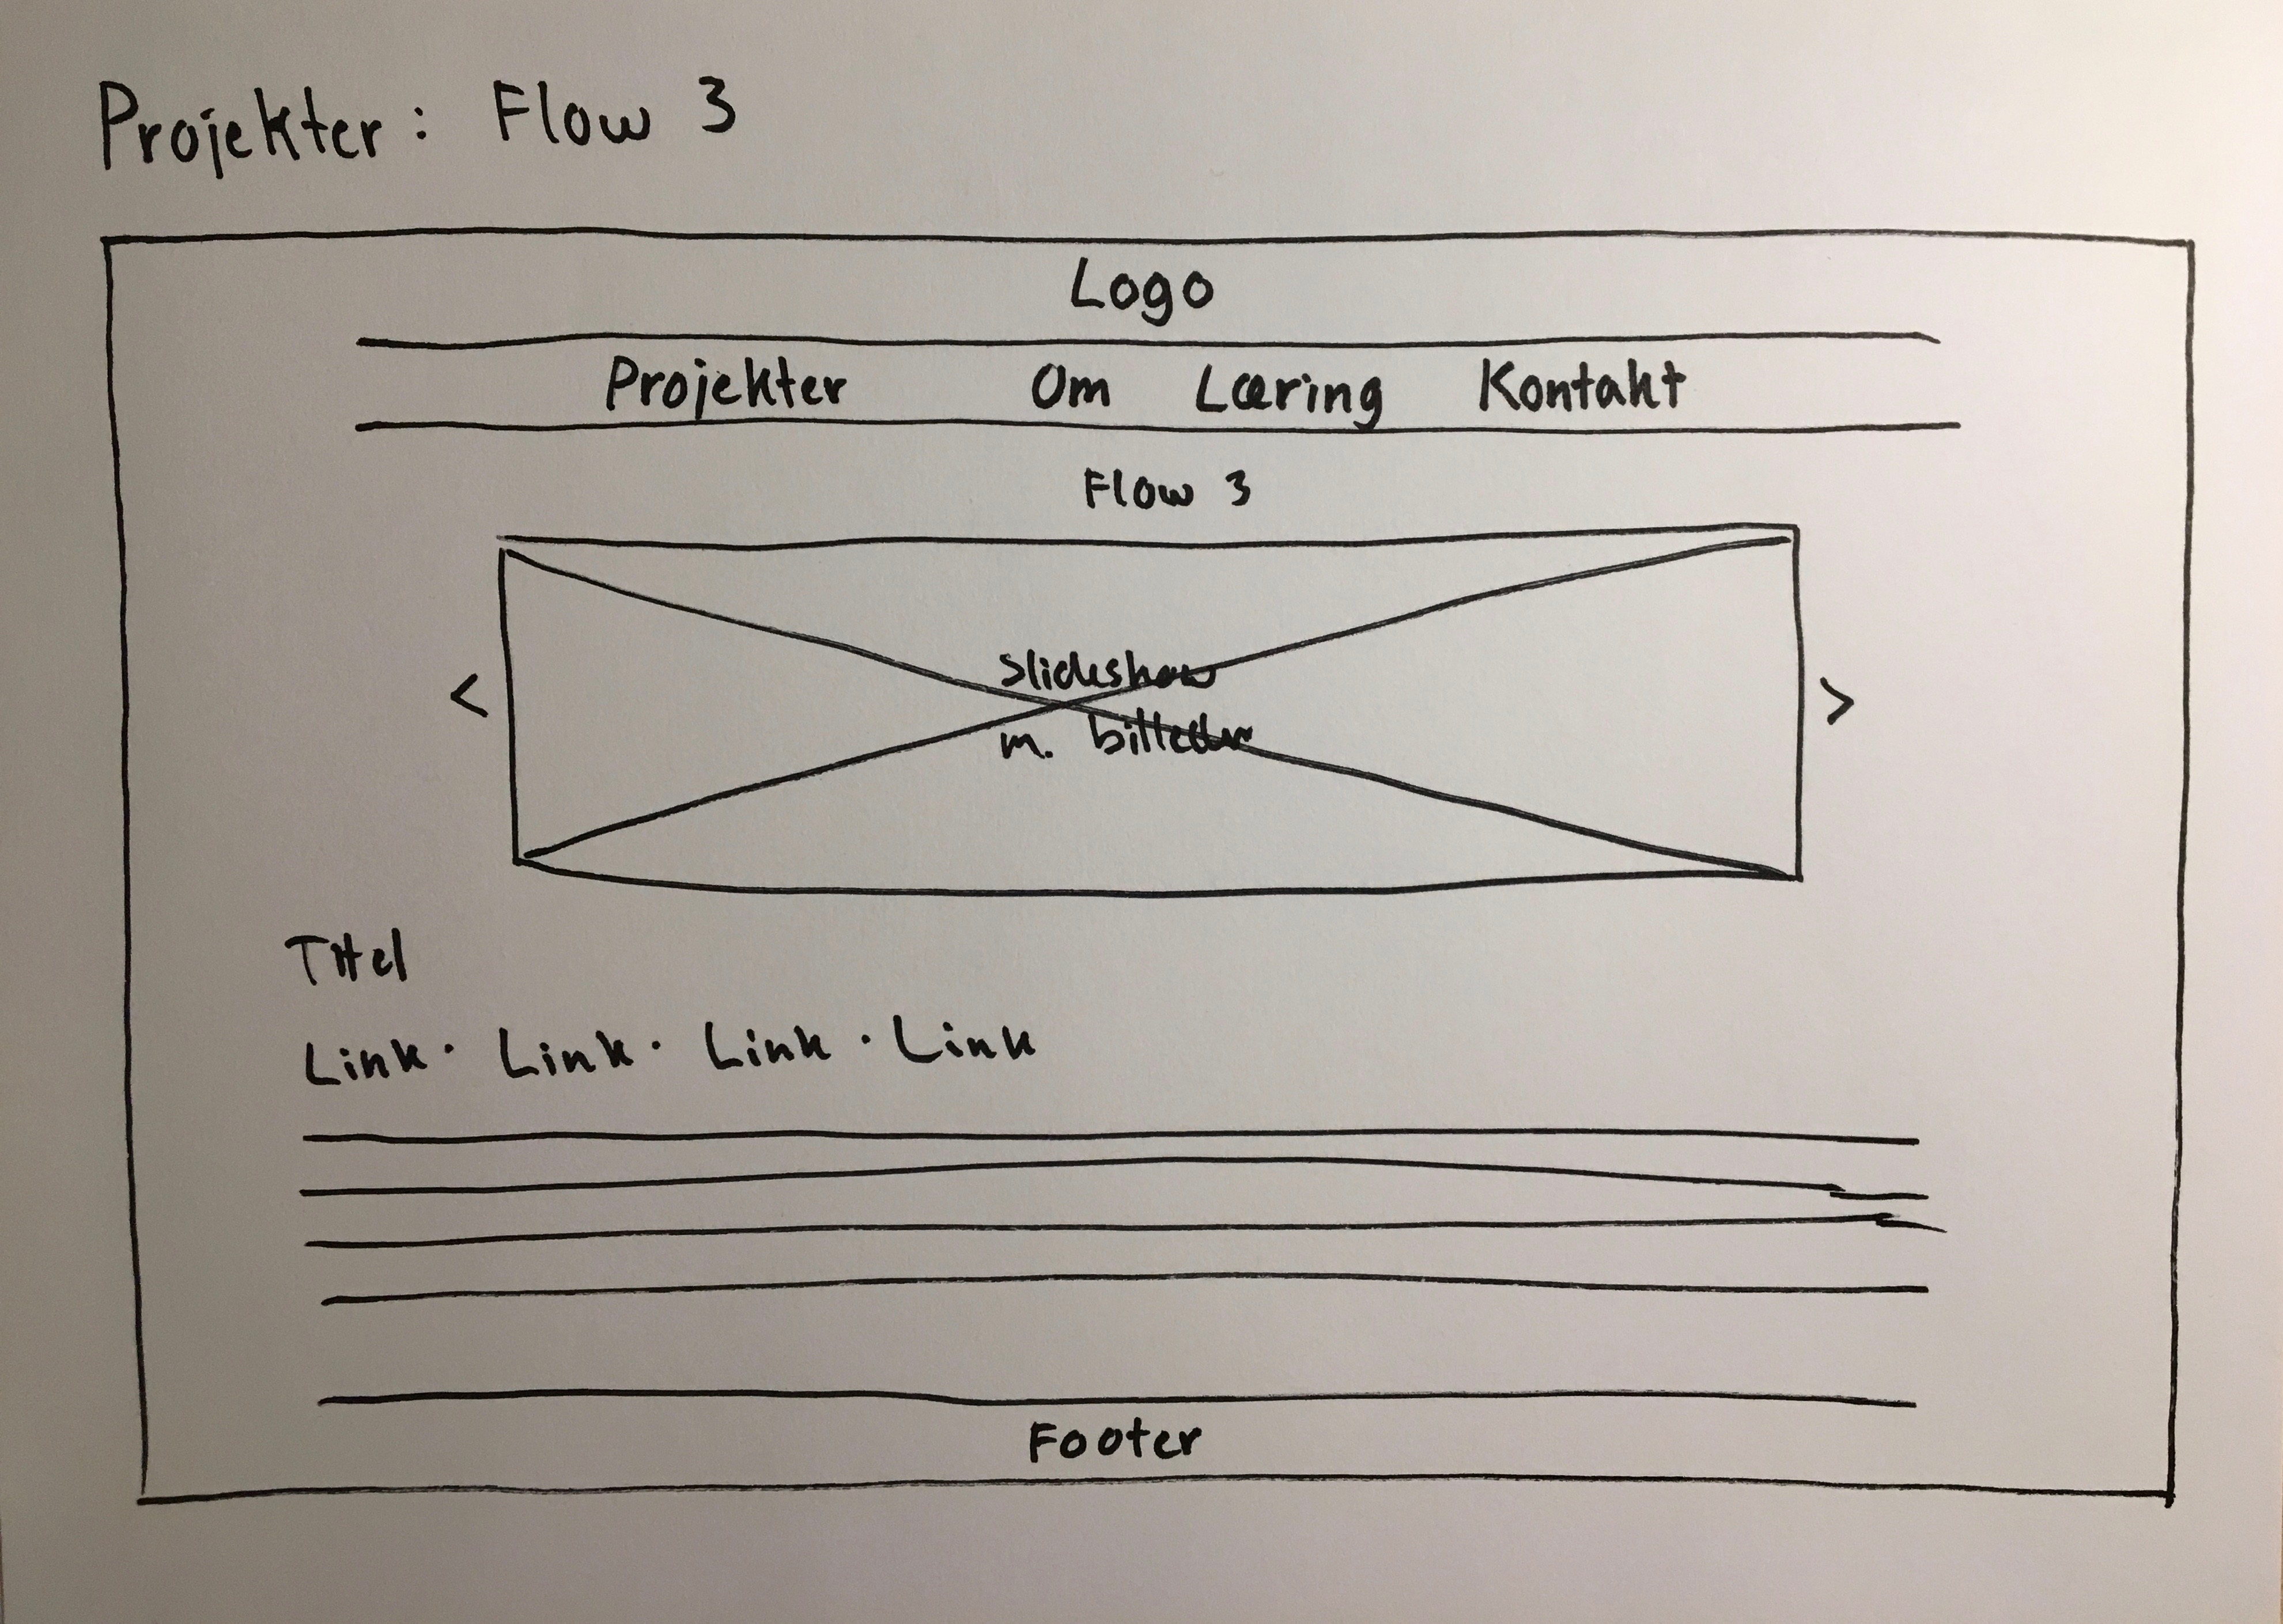 Projekter: Flow 3
Logo
Projekter Om Læring Kontakt
Flow 3
Slideshow
< >
m. billeder
Titel
Link · Link · Link · Link
Footer